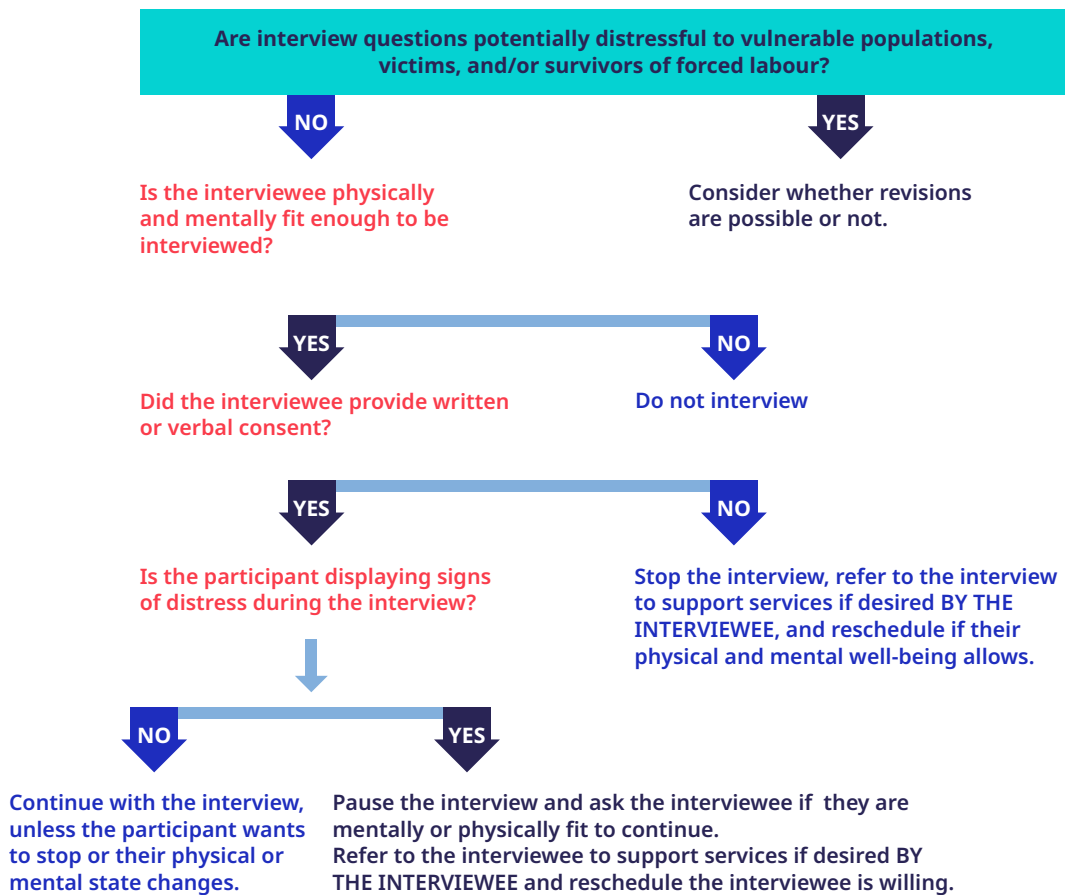 Are interview questions potentially distressful to vulnerable populations,
victims, and/or survivors of forced labour?
NO
YES
Is the interviewee physically
and mentally fit enough to be
interviewed?
Consider whether revisions
are possible or not.
YES
NO
Did the interviewee provide written
or verbal consent?
Do not interview
YES
NO
Is the participant displaying signs
of distress during the interview?
Stop the interview, refer to the interview
to support services if desired BY THE
INTERVIEWEE, and reschedule if their
physical and mental well-being allows.
NO
YES
Continue with the interview,
unless the participant wants
to stop or their physical or
mental state changes.
Pause the interview and ask the interviewee if  they are
mentally or physically fit to continue.
Refer to the interviewee to support services if desired BY
THE INTERVIEWEE and reschedule the interviewee is willing.